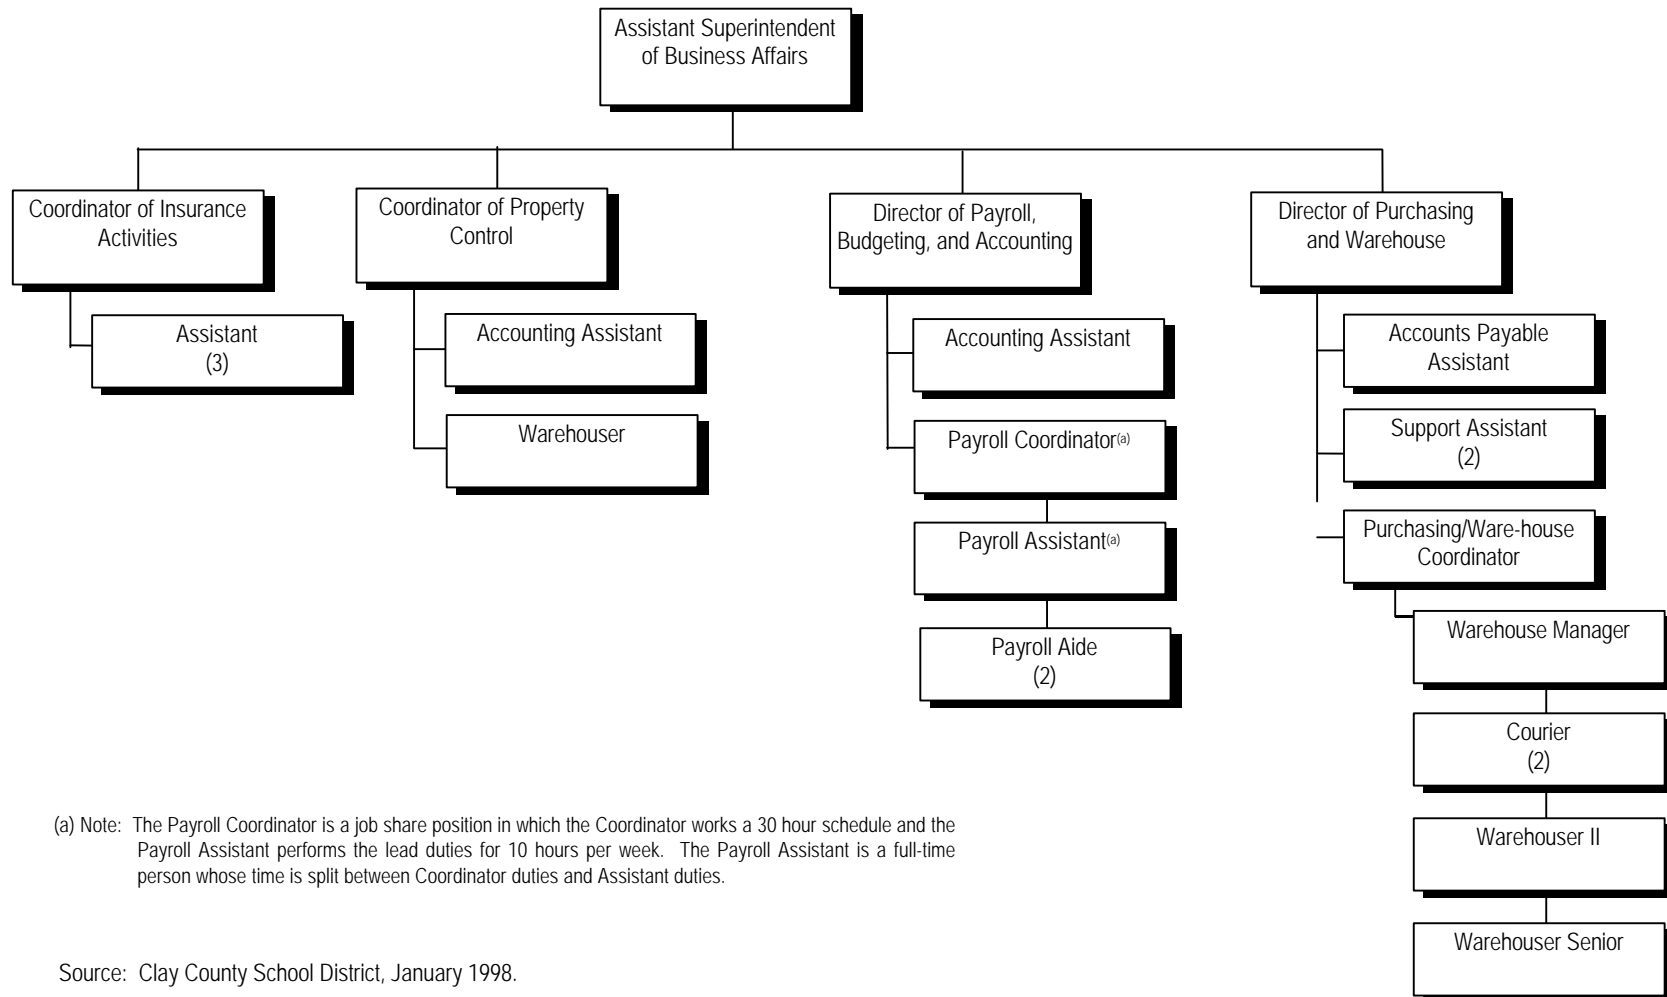 Assistant Superintendent
of Business Affairs
Coordinator of Insurance
Activities
Assistant
(3)
Coordinator of Property
Control
Accounting Assistant
Warehouser
Director of Payroll,
Budgeting, and Accounting
Accounting Assistant
Payroll Coordinator(a)
Payroll Assistant(a)
Payroll Aide
(2)
Director of Purchasing
and Warehouse
Accounts Payable
Assistant
Support Assistant
(2)
Purchasing/Ware-house
Coordinator
Warehouse Manager
Courier
(2)
Warehouser II
Warehouser Senior
(a) Note: The Payroll Coordinator is a job share position in which the Coordinator works a 30 hour schedule and the
Payroll Assistant performs the lead duties for 10 hours per week. The Payroll Assistant is a full-time
person whose time is split between Coordinator duties and Assistant duties.
Source: Clay County School District, January 1998.